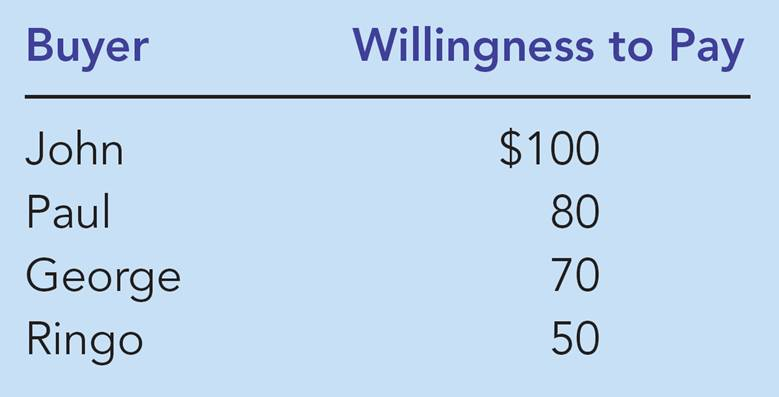 Buyer Willingness to Pay
John $100
Paul 80
George 70
Ringo 50